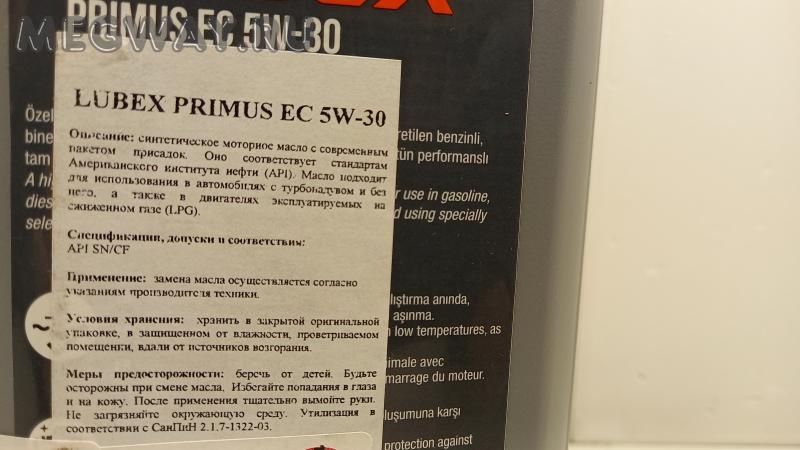 MEGWAY.RU
PRIMUS EC 5W-30
LUBEX PRIMUS EC 5W-30
Описание: синтетическое моторное масло с современным
пакетом присадок. Оно соответствует стандартам
Американского института нефти (API). Масло подходит
для использования в автомобилях с турбонадувом и без
него, а также в двигателях эксплуатируемых на
сжиженном газе (LPG).
Спецификации, допуски и соответствия:
API SN/CF
Применение: замена масла осуществляется согласно
указаниям производителя техники.
Условия хранения: хранить в закрытой оригинальной
упаковке, в защищенном от влажности, проветриваемом
помещении, вдали от источников возгорания.
Меры предосторожности: беречь от детей. Будьте
осторожны при смене масла. Избегайте попадания в глаза
и на кожу. После применения тщательно вымойте руки.
Не загрязняйте окружающую среду. Утилизация в
соответствии с СанПиН 2.1.7-1322-03.
Özel
bine
tam
A hi
dies
sele
retilen benzinli,
tün performanslı
r use in gasoline,
d using specially
lıştırma anında,
aşınma.
low temperatures, as
nimale avec
marrage du moteur.
luşumuna karşı
protection against